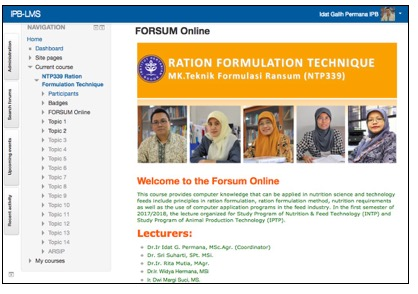 IPB-LMS
Idat Galih Permana IPB
Administration
Search forums
Upcoming events
Recent activity
NAVIGATION
Home
Dashboard
Site pages
Current course
NTP339 Ration
Formulation Technique
Participants
Badges
FORSUM Online
Topic 1
Topic 2
Topic 3
Topic 4
Topic 5
Topic 6
Topic 7
Topic 8
Topic 9
Topic 10
Topic 11
Topic 12
Topic 13
Topic 14
ARSIP
My courses
FORSUM Online
RATION FORMULATION TECHNIQUE
MK.Teknik Formulasi Ransum (NTP339)
Welcome to the Forsum Online
This course provides computer knowledge that can be applied in nutrition science and technology
feeds include principles in ration formulation, ration formulation method, nutrition requirements
as well as the use of computer application programs in the feed industry. In the first semester of
2017/2018, the lecture organized for Study Program of Nutrition & Feed Technology (INTP) and
Study Program of Animal Production Technology (IPTP).
Lecturers:
Dr.Ir Idat G. Permana, MSc.Agr. (Coordinator)
Dr. Sri Suharti, SPt. MSi.
Dr.Ir. Rita Mutia, MAgr.
Dr.Ir. Widya Hermana, MSi
Ir. Dwi Margi Suci, MS.